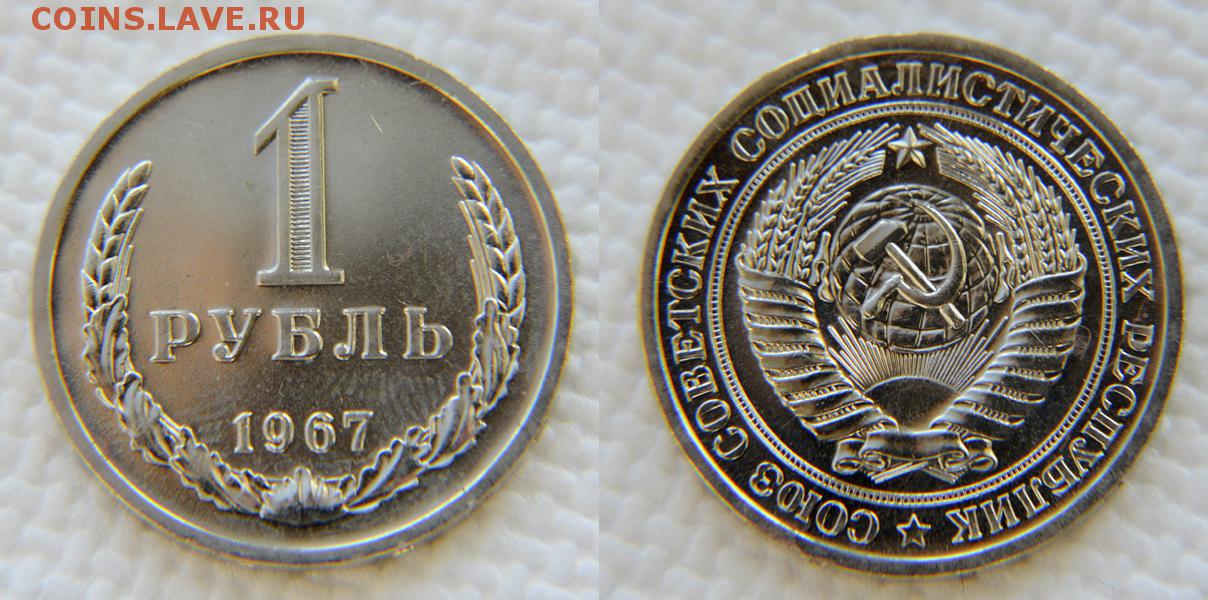 COINS.LAVE.RU
1
РУБЛЬ
1967
СОЮЗ СОВЕТСКИХ СОЦИАЛИСТИЧЕСКИХ РЕСПУБЛИК